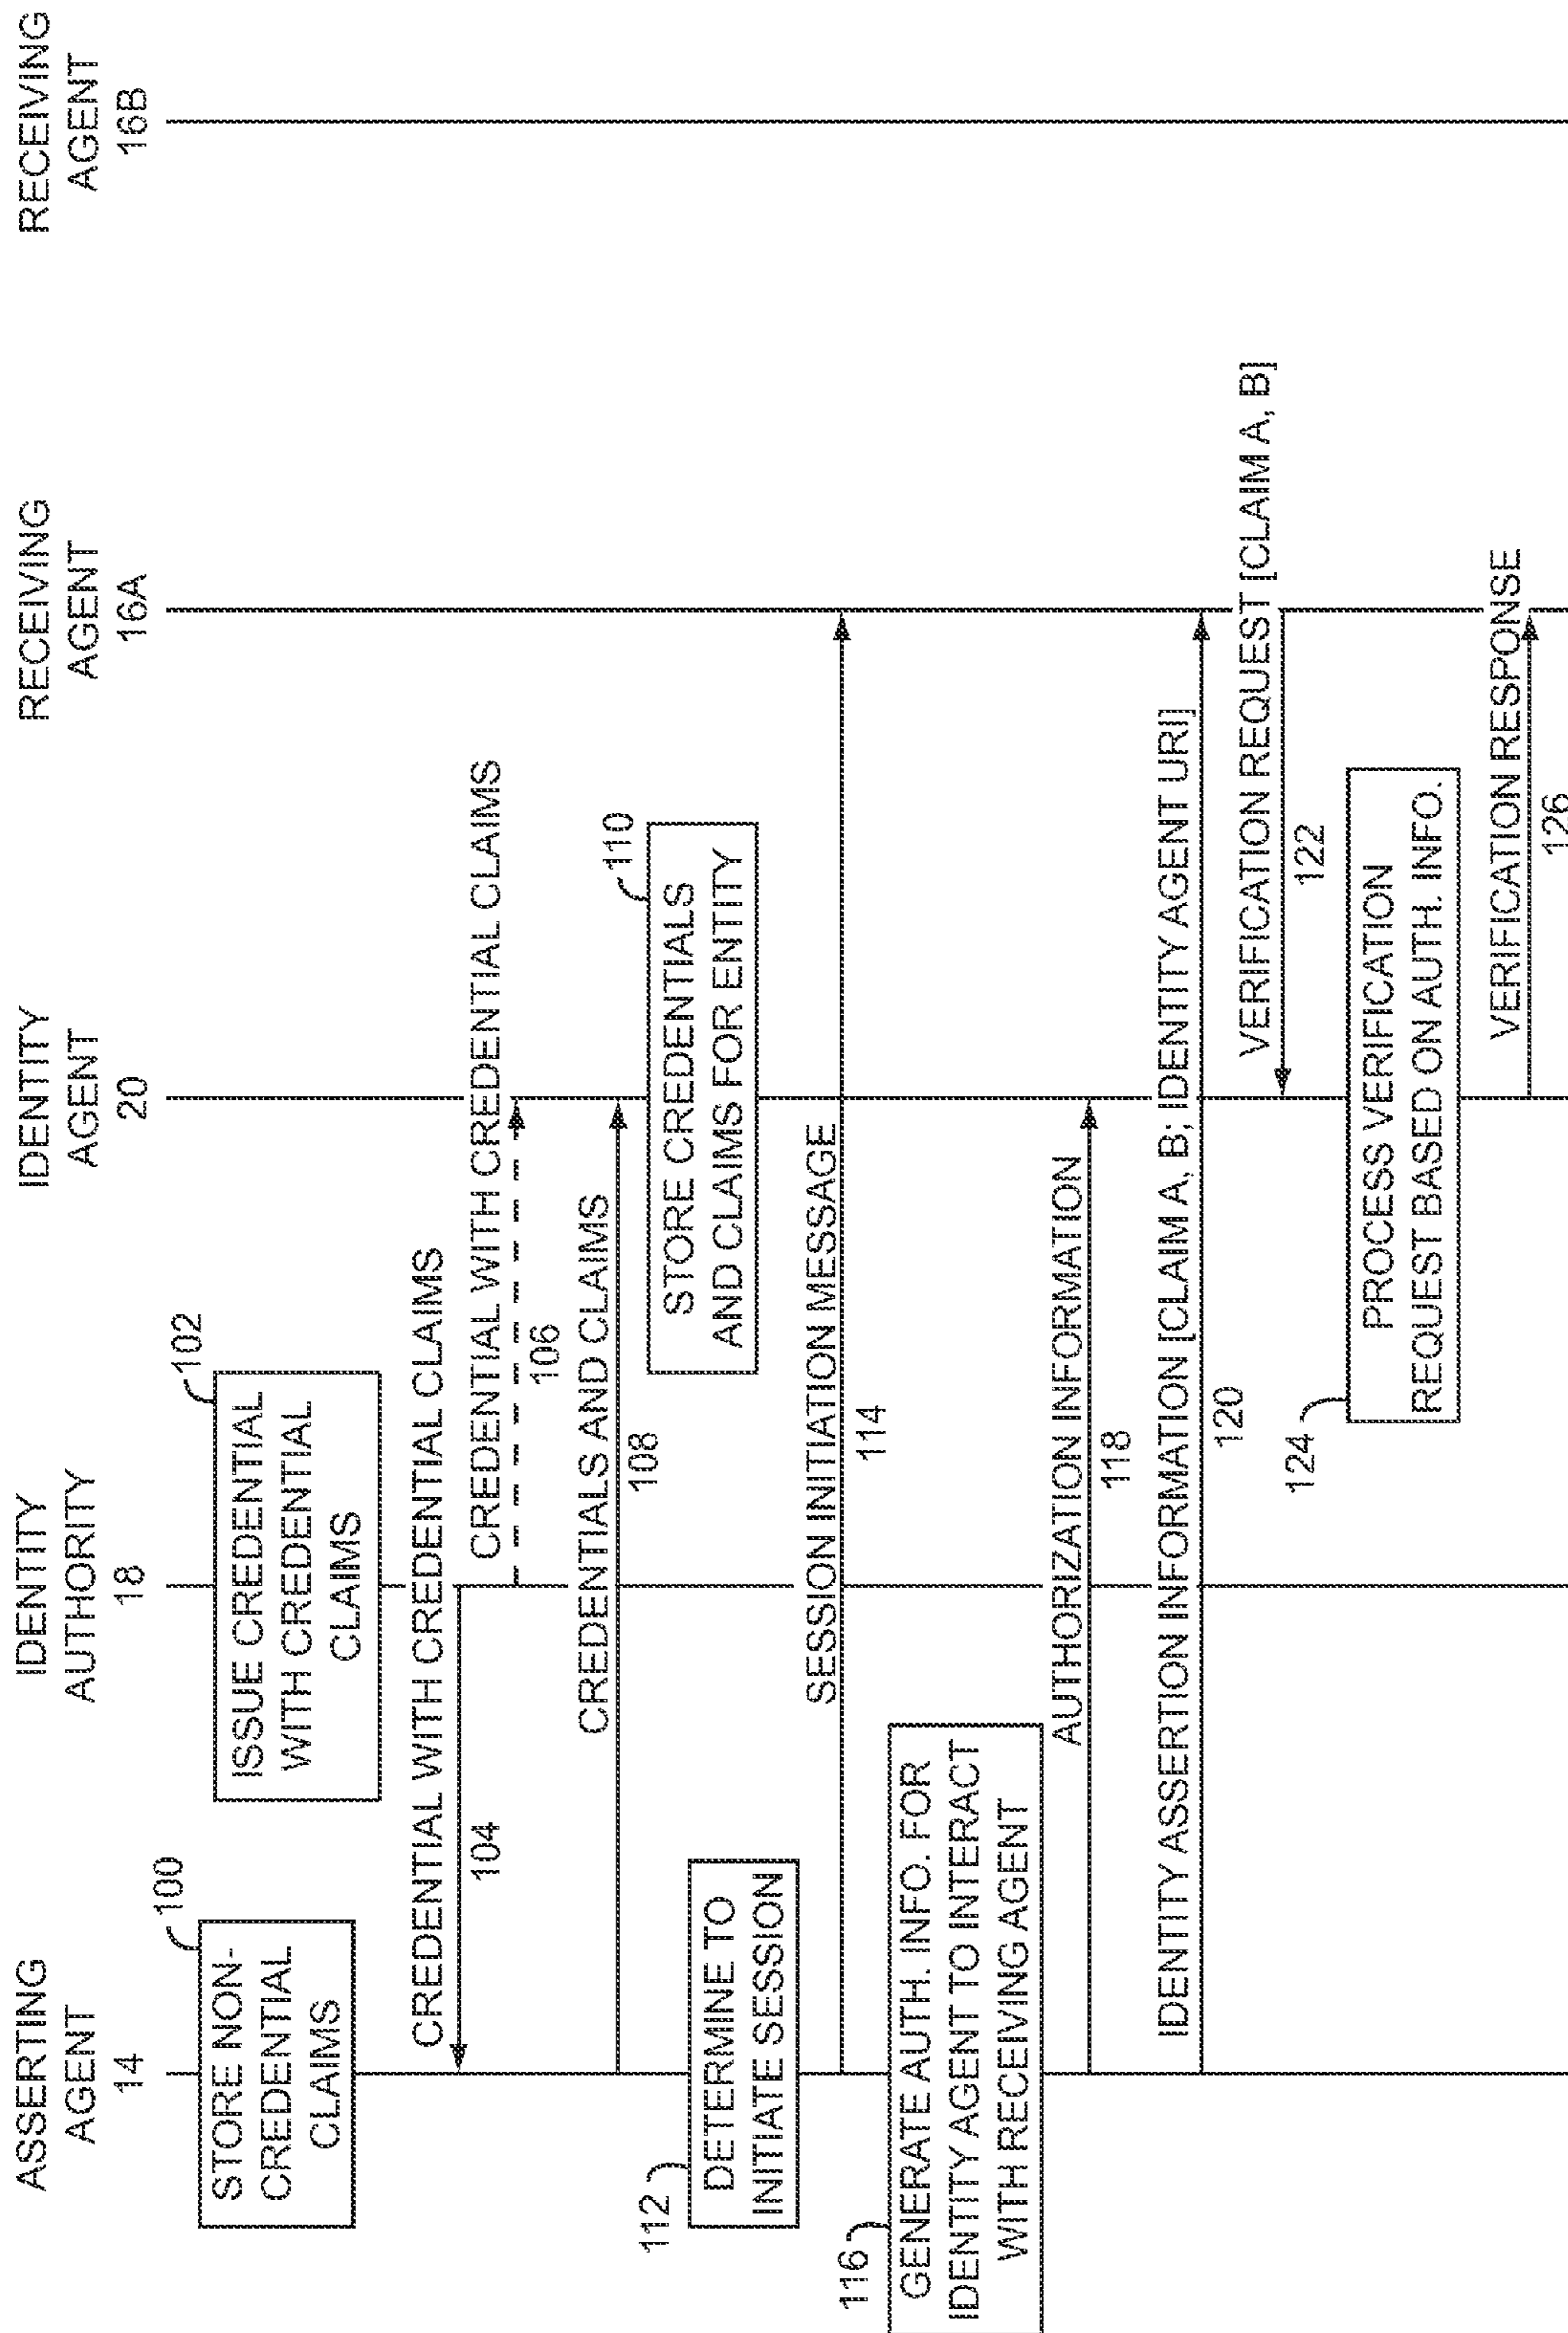 ASSERTING
AGENT
14
IDENTITY
AUTHORITY
18
IDENTITY
AGENT
20
RECEIVING
AGENT
16A
RECEIVING
AGENT
16B
100
STORE NON-
CREDENTIAL
CLAIMS
102
ISSUE CREDENTIAL
WITH CREDENTIAL
CLAIMS
CREDENTIAL WITH CREDENTIAL CLAIMS
104
CREDENTIAL WITH CREDENTIAL CLAIMS
106
CREDENTIALS AND CLAIMS
108
110
STORE CREDENTIALS
AND CLAIMS FOR ENTITY
112
DETERMINE TO
INITIATE SESSION
SESSION INITIATION MESSAGE
114
116
GENERATE AUTH. INFO. FOR
IDENTITY AGENT TO INTERACT
WITH RECEIVING AGENT
AUTHORIZATION INFORMATION
118
IDENTITY ASSERTION INFORMATION [CLAIM A, B; IDENTITY AGENT URI]
120
VERIFICATION REQUEST [CLAIM A, B]
122
124
PROCESS VERIFICATION
REQUEST BASED ON AUTH. INFO.
VERIFICATION RESPONSE
126